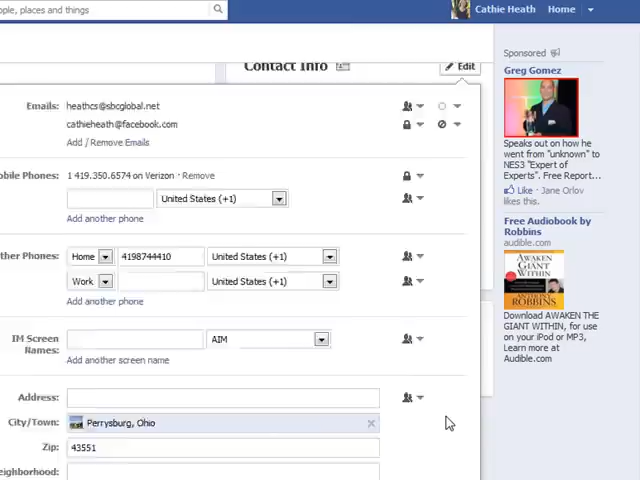 ple, places and things
Cathie Heath Home
Contact Info
Edit
Sponsored
Emails: heathcs@sbcglobal.net
cathieheath@facebook.com
Add / Remove Emails
obile Phones: 1 419.350.6574 on Verizon · Remove
United States (+1)
Add another phone
ther Phones: Home 4198744410 United States (+1)
Work United States (+1)
Add another phone
IM Screen Names: AIM
Add another screen name
Address:
City/Town: Perrysburg, Ohio
Zip: 43551
eighborhood:
Greg Gomez
Speaks out on how he
went from "unknown" to
NES3 "Expert of
Experts". Free Report...
Like · Jane Orlov
likes this.
Free Audiobook by
Robbins
audible.com
AWAKEN
THE
GIANT
WITHIN
ANTHONY
ROBBINS
Download AWAKEN THE
GIANT WITHIN, for use
on your iPod or MP3,
Learn more at
Audible.com